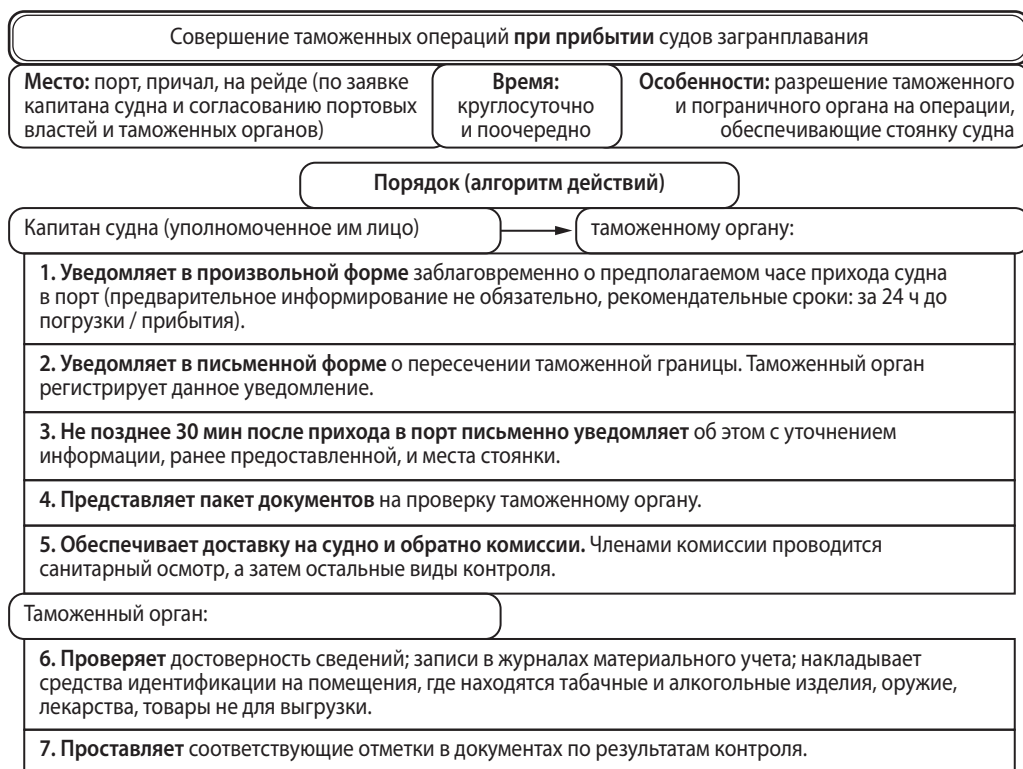 Совершение таможенных операций при прибытии судов загранплавания
Место: порт, причал, на рейде (по заявке
капитана судна и согласованию портовых
властей и таможенных органов)
Время:
круглосуточно
и поочередно
Особенности: разрешение таможенного
и пограничного органа на операции,
обеспечивающие стоянку судна
Порядок (алгоритм действий)
Капитан судна (уполномоченное им лицо)
таможенному органу:
1. Уведомляет в произвольной форме заблаговременно о предполагаемом часе прихода судна
в порт (предварительное информирование не обязательно, рекомендательные сроки: за 24 ч до
погрузки / прибытия).
2. Уведомляет в письменной форме о пересечении таможенной границы. Таможенный орган
регистрирует данное уведомление.
3. Не позднее 30 мин после прихода в порт письменно уведомляет об этом с уточнением
информации, ранее предоставленной, и места стоянки.
4. Представляет пакет документов на проверку таможенному органу.
5. Обеспечивает доставку на судно и обратно комиссии. Членами комиссии проводится
санитарный осмотр, а затем остальные виды контроля.
Таможенный орган:
6. Проверяет достоверность сведений; записи в журналах материального учета; накладывает
средства идентификации на помещения, где находятся табачные и алкогольные изделия, оружие,
лекарства, товары не для выгрузки.
7. Проставляет соответствующие отметки в документах по результатам контроля.